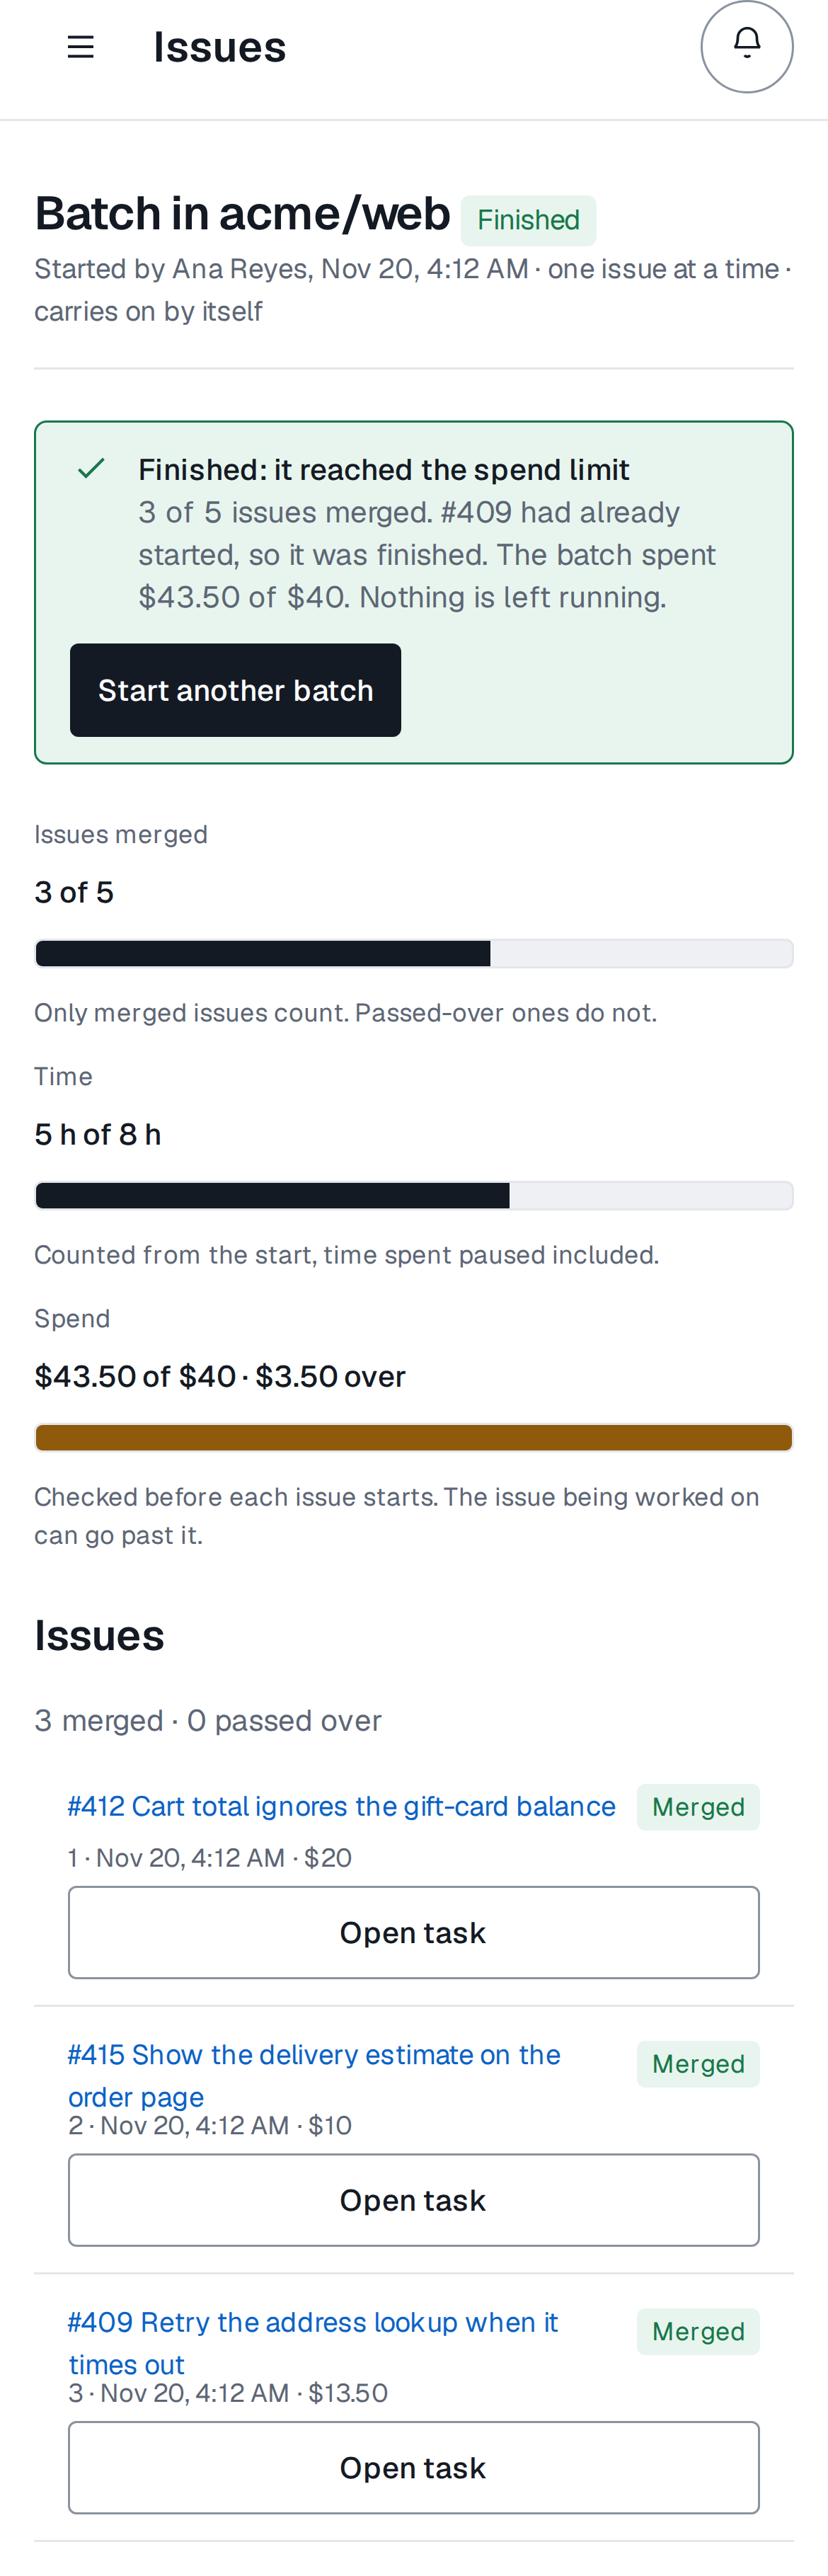 Issues
Batch in acme/web Finished
Started by Ana Reyes, Nov 20, 4:12 AM · one issue at a time ·
carries on by itself
Finished: it reached the spend limit
3 of 5 issues merged. #409 had already
started, so it was finished. The batch spent
$43.50 of $40. Nothing is left running.
Start another batch
Issues merged
3 of 5
Only merged issues count. Passed-over ones do not.
Time
5 h of 8 h
Counted from the start, time spent paused included.
Spend
$43.50 of $40 · $3.50 over
Checked before each issue starts. The issue being worked on
can go past it.
Issues
3 merged · 0 passed over
#412 Cart total ignores the gift-card balance Merged
1 · Nov 20, 4:12 AM · $20
Open task
#415 Show the delivery estimate on the Merged
order page
2 · Nov 20, 4:12 AM · $10
Open task
#409 Retry the address lookup when it Merged
times out
3 · Nov 20, 4:12 AM · $13.50
Open task